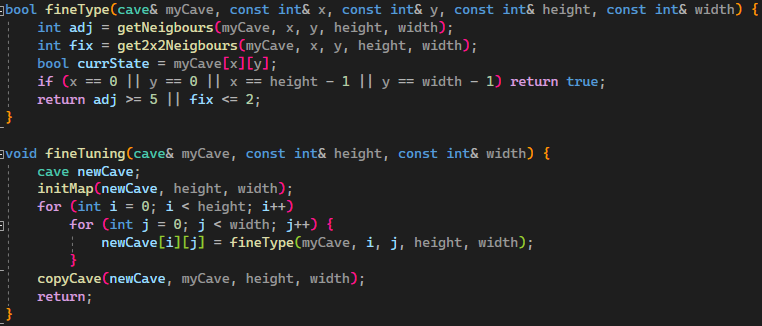 bool fineType(cave& myCave, const int& x, const int& y, const int& height, const int& width) {
    int adj = getNeigbours(myCave, x, y, height, width);
    int fix = get2x2Neigbours(myCave, x, y, height, width);
    bool currState = myCave[x][y];
    if (x == 0 || y == 0 || x == height - 1 || y == width - 1) return true;
    return adj >= 5 || fix <= 2;
}
void fineTuning(cave& myCave, const int& height, const int& width) {
    cave newCave;
    initMap(newCave, height, width);
    for (int i = 0; i < height; i++)
        for (int j = 0; j < width; j++) {
            newCave[i][j] = fineType(myCave, i, j, height, width);
        }
    copyCave(newCave, myCave, height, width);
    return;
}